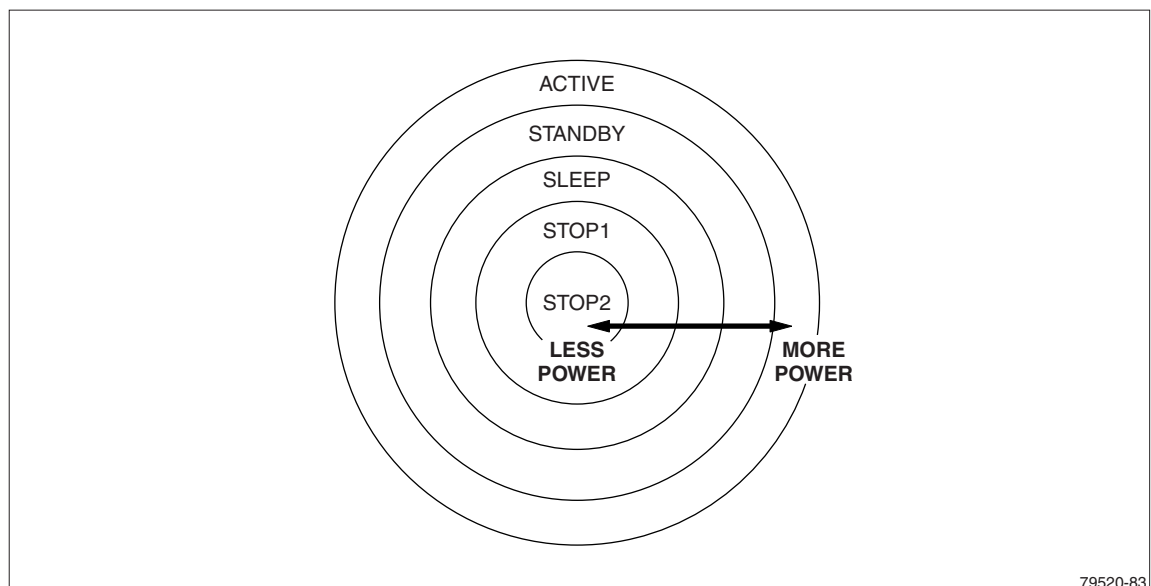 ACTIVE
STANDBY
SLEEP
STOP1
STOP2
LESS
POWER
MORE
POWER
79520-83